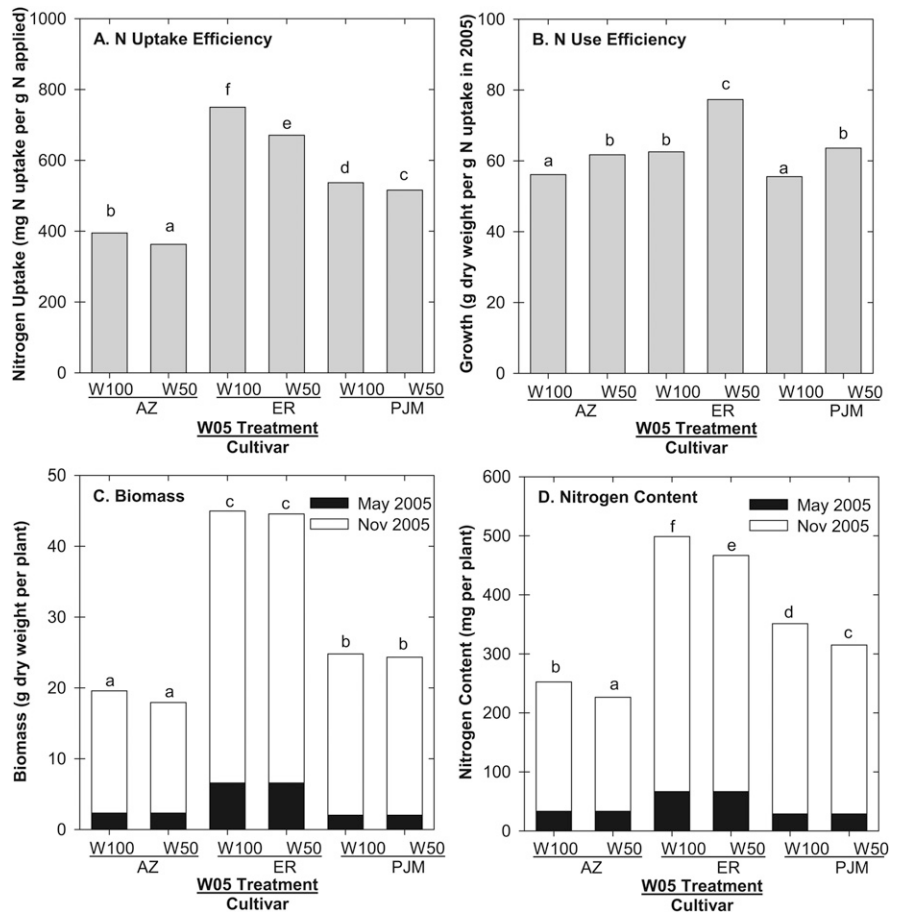 A. N Uptake Efficiency
Nitrogen Uptake (mg N uptake per g N applied)
1000
800
600
400
200
0
b
a
f
e
d
c
W100 W50 W100 W50 W100 W50
AZ ER PJM
W05 Treatment
Cultivar
B. N Use Efficiency
Growth (g dry weight per g N uptake in 2005)
100
80
60
40
20
0
a
b
b
c
a
b
W100 W50 W100 W50 W100 W50
AZ ER PJM
W05 Treatment
Cultivar
C. Biomass
May 2005
Nov 2005
Biomass (g dry weight per plant)
50
40
30
20
10
0
a
a
c
c
b
b
W100 W50 W100 W50 W100 W50
AZ ER PJM
W05 Treatment
Cultivar
D. Nitrogen Content
May 2005
Nov 2005
Nitrogen Content (mg per plant)
600
500
400
300
200
100
0
b
a
f
e
d
c
W100 W50 W100 W50 W100 W50
AZ ER PJM
W05 Treatment
Cultivar